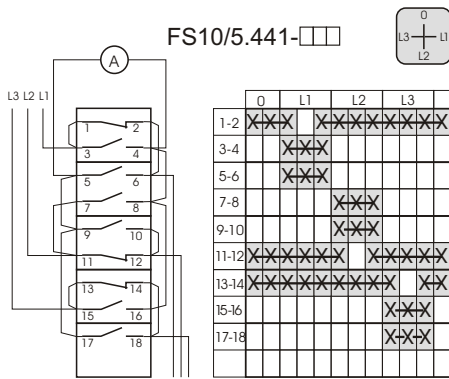 FS10/5.441-□□□
0
L3 L1
L2
A
L3 L2 L1
1 2
3 4
5 6
7 8
9 10
11 12
13 14
15 16
17 18
0 L1 L2 L3
1-2 X X X X X X X X X X X
3-4 X X X
5-6 X X X
7-8 X X X
9-10 X X X
11-12 X X X X X X X X X X
13-14 X X X X X X X X X X X
15-16 X X X
17-18 X X X